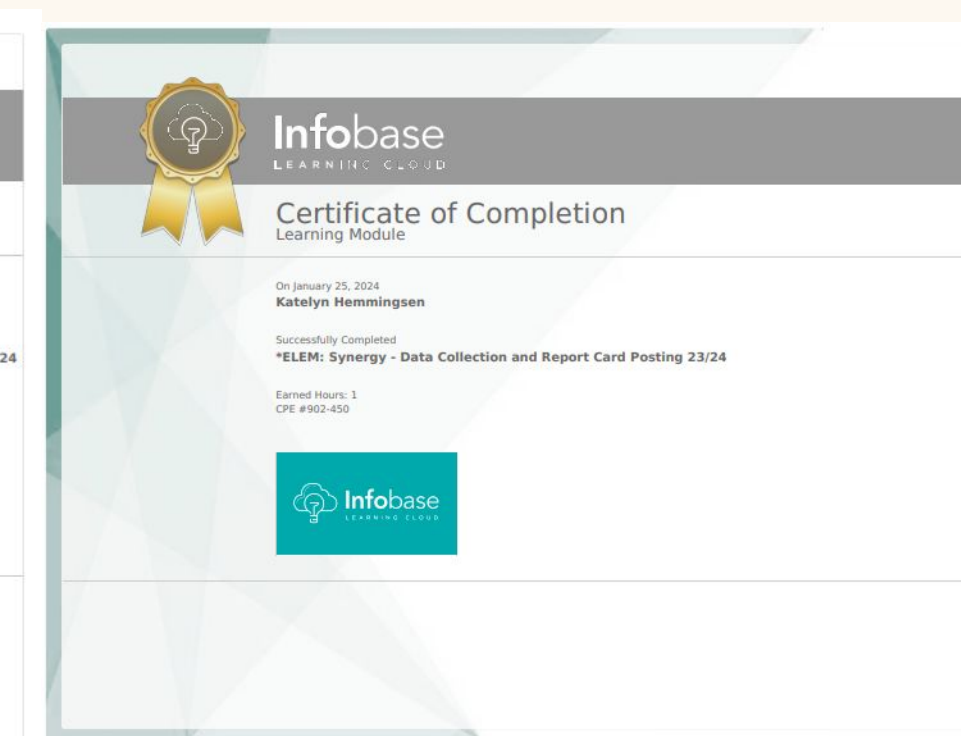 24
Infobase
LEARNING CLOUD
Certificate of Completion
Learning Module
On January 25, 2024
Katelyn Hemmingsen
Successfully Completed
*ELEM: Synergy - Data Collection and Report Card Posting 23/24
Earned Hours: 1
CPE #902-450
Infobase
LEARNING CLOUD